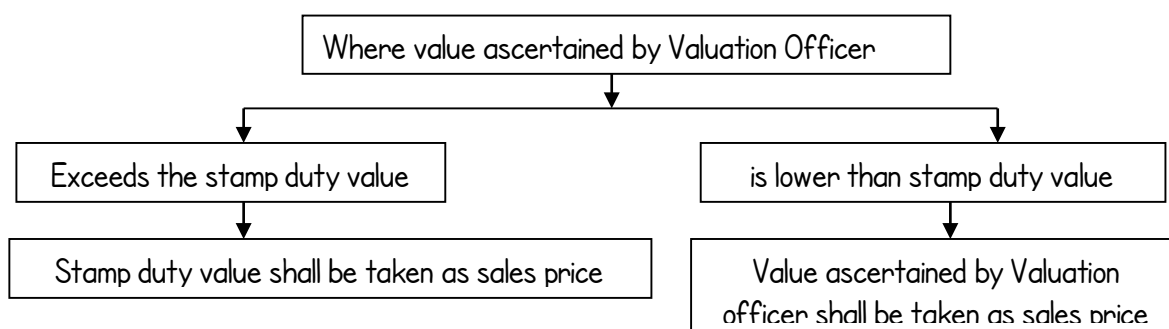 Where value ascertained by Valuation Officer
Exceeds the stamp duty value
is lower than stamp duty value
Stamp duty value shall be taken as sales price
Value ascertained by Valuation
officer shall be taken as sales price